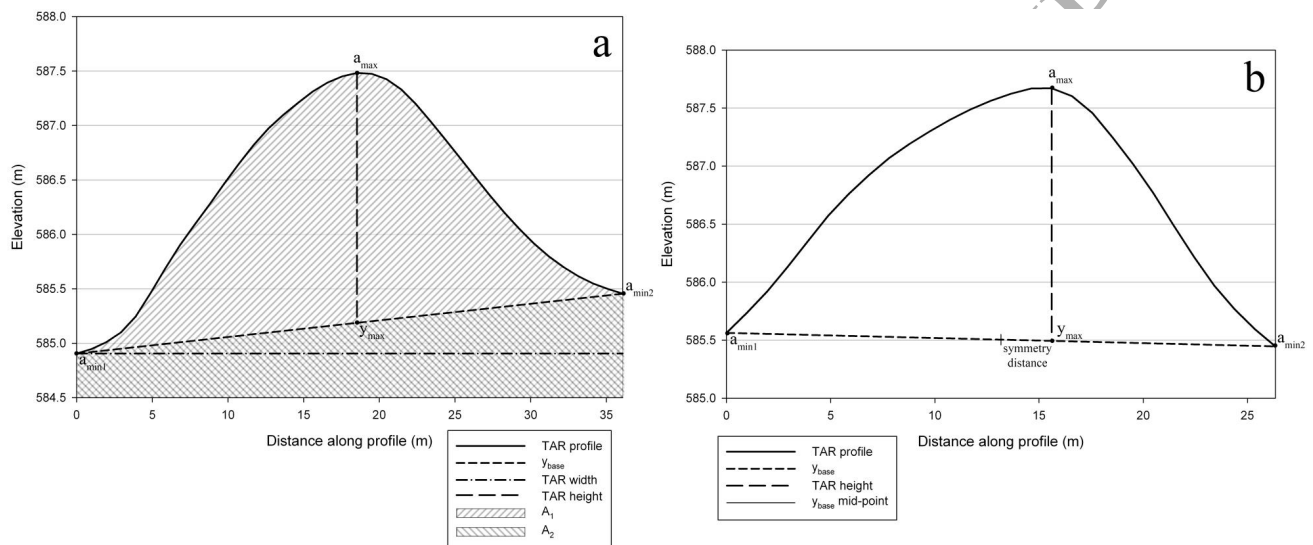 a
588.0
587.5
587.0
586.5
586.0
585.5
585.0
584.5
Elevation (m)
a max
y max
a min1
a min2
0 5 10 15 20 25 30 35
Distance along profile (m)
TAR profile
y base
TAR width
TAR height
A1
A2
b
588.0
587.5
587.0
586.5
586.0
585.5
585.0
Elevation (m)
a max
y max
a min1
a min2
symmetry
distance
0 5 10 15 20 25
Distance along profile (m)
TAR profile
y base
TAR height
y base mid-point